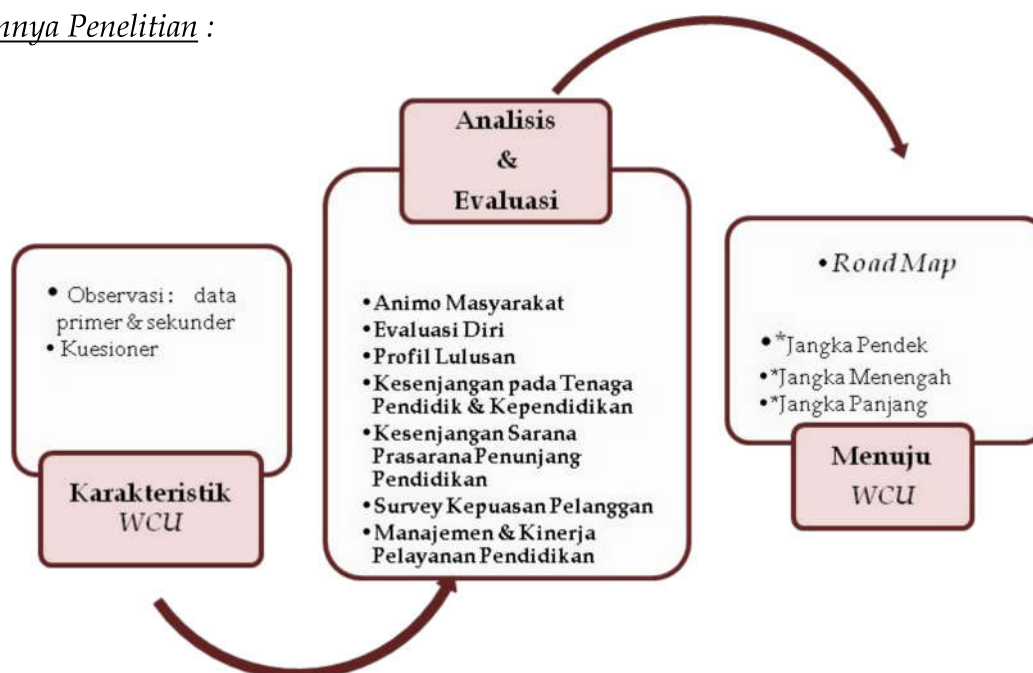 Penelitian :
• Observasi: data
primer & sekunder
• Kuesioner
Karakteristik
WCU
Analisis
&
Evaluasi
• Animo Masyarakat
• Evaluasi Diri
• Profil Lulusan
• Kesenjangan pada Tenaga
Pendidik & Kependidikan
• Kesenjangan Sarana
Prasarana Penunjang
Pendidikan
• Survey Kepuasan Pelanggan
• Manajemen & Kinerja
Pelayanan Pendidikan
• Road Map
• *Jangka Pendek
• *Jangka Menengah
• *Jangka Panjang
Menuju
WCU